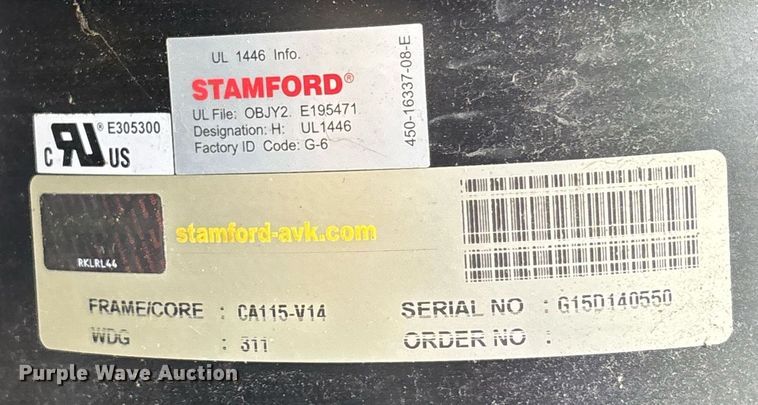 UL 1446 Info.
STAMFORD®
UL File: OBJY2. E195471
Designation: H: UL1446
Factory ID Code: G-6
450-16337-08-E
® E305300
C RU US
stamford-avk.com
RKLRL44
FRAME/CORE : CA115-V14
SERIAL NO : G15D140550
WDG : 311
ORDER NO :
Purple Wave Auction